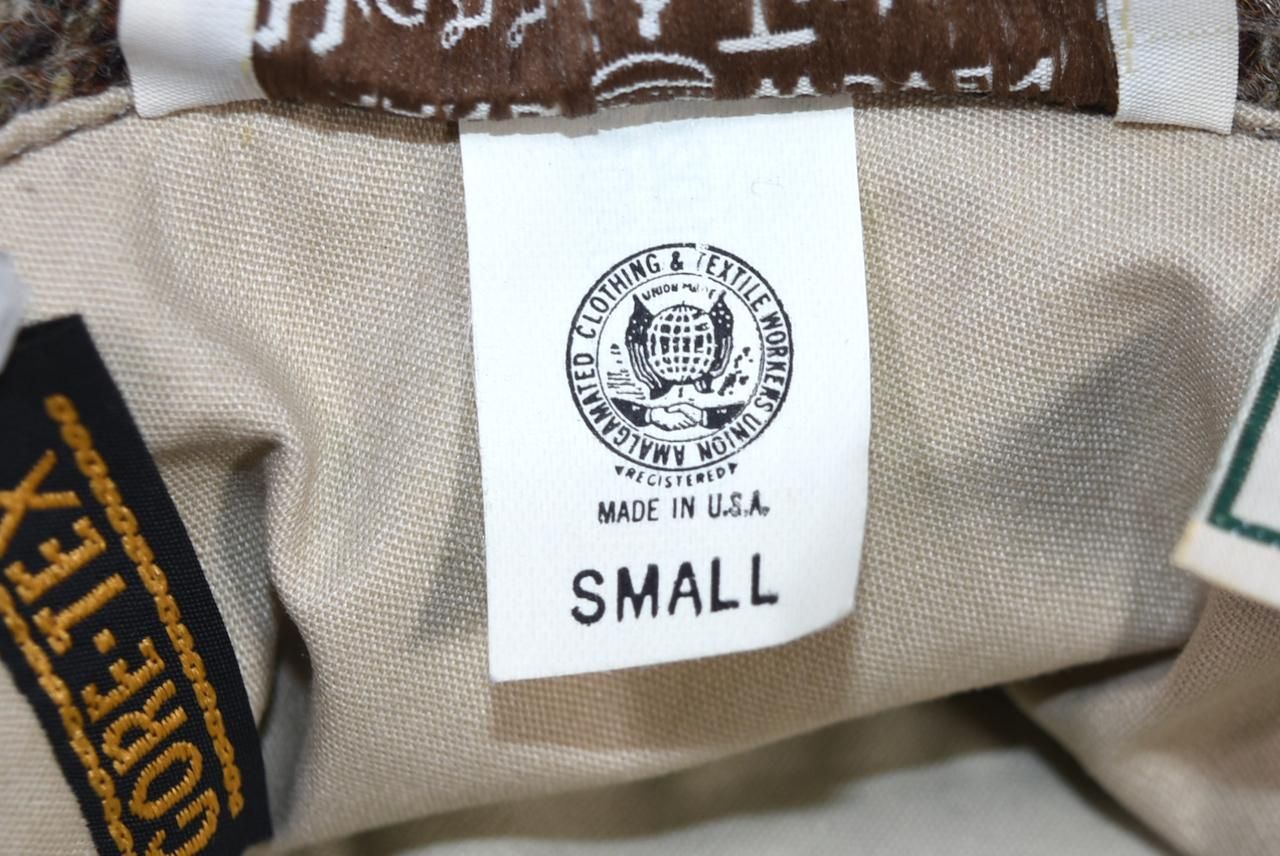 AMALGAMATED CLOTHING & TEXTILE WORKERS UNION
UNION MADE
REGISTERED
MADE IN U.S.A.
SMALL
GORE-TEX